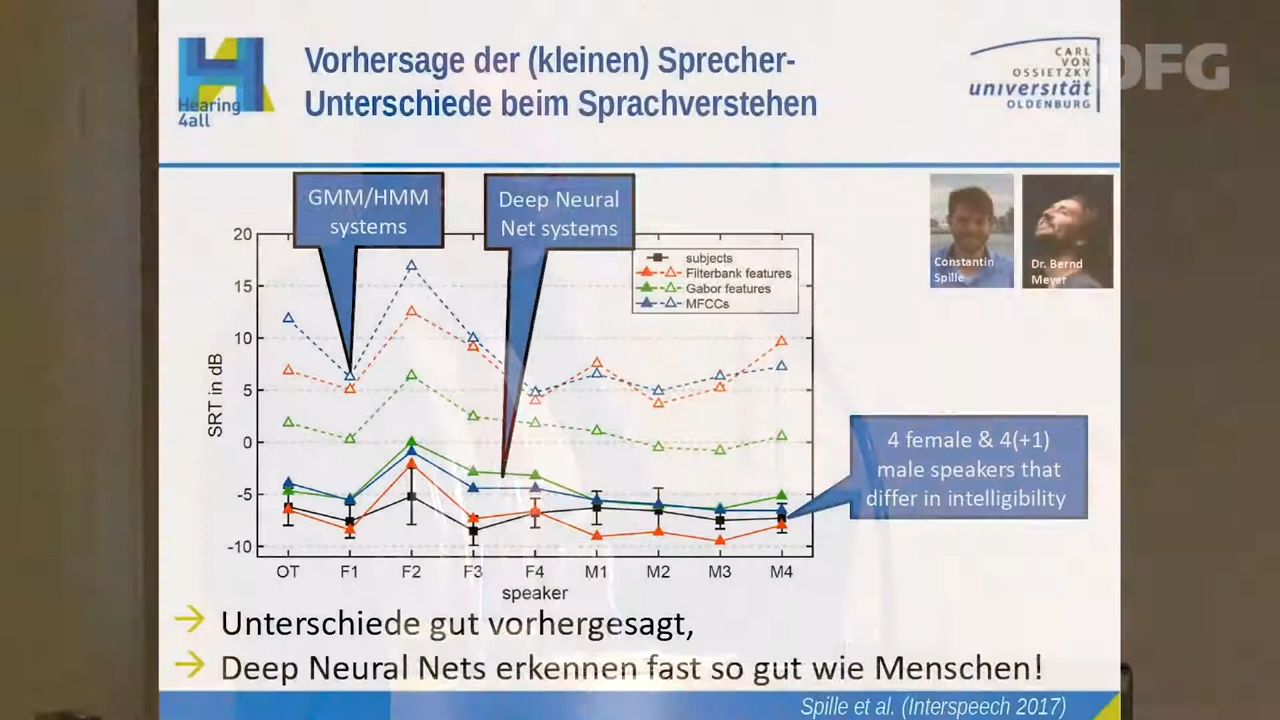 Vorhersage der (kleinen) Sprecher-
Unterschiede beim Sprachverstehen
Hearing
4all
CARL
VON
OSSIETZKY
universität
OLDENBURG
DFG
GMM/HMM
systems
Deep Neural
Net systems
Constantin
Spille
Dr. Bernd
Meyer
subjects
Filterbank features
Gabor features
MFCCs
20
15
10
5
0
-5
-10
SRT in dB
OT F1 F2 F3 F4 M1 M2 M3 M4
speaker
4 female & 4(+1)
male speakers that
differ in intelligibility
Unterschiede gut vorhergesagt,
Deep Neural Nets erkennen fast so gut wie Menschen!
Spille et al. (Interspeech 2017)